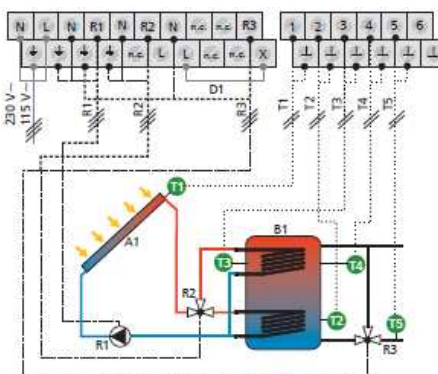 N L N R1 N R2 N n.c. n.c. R3
n.c. L L n.c. n.c. X
1 2 3 4 5 6
230 V~
115 V~
R1
R2
D1
R3
T1
T2
T3
T4
T5
T1
A1
B1
T3
T4
R2
T2
T5
R1
R3